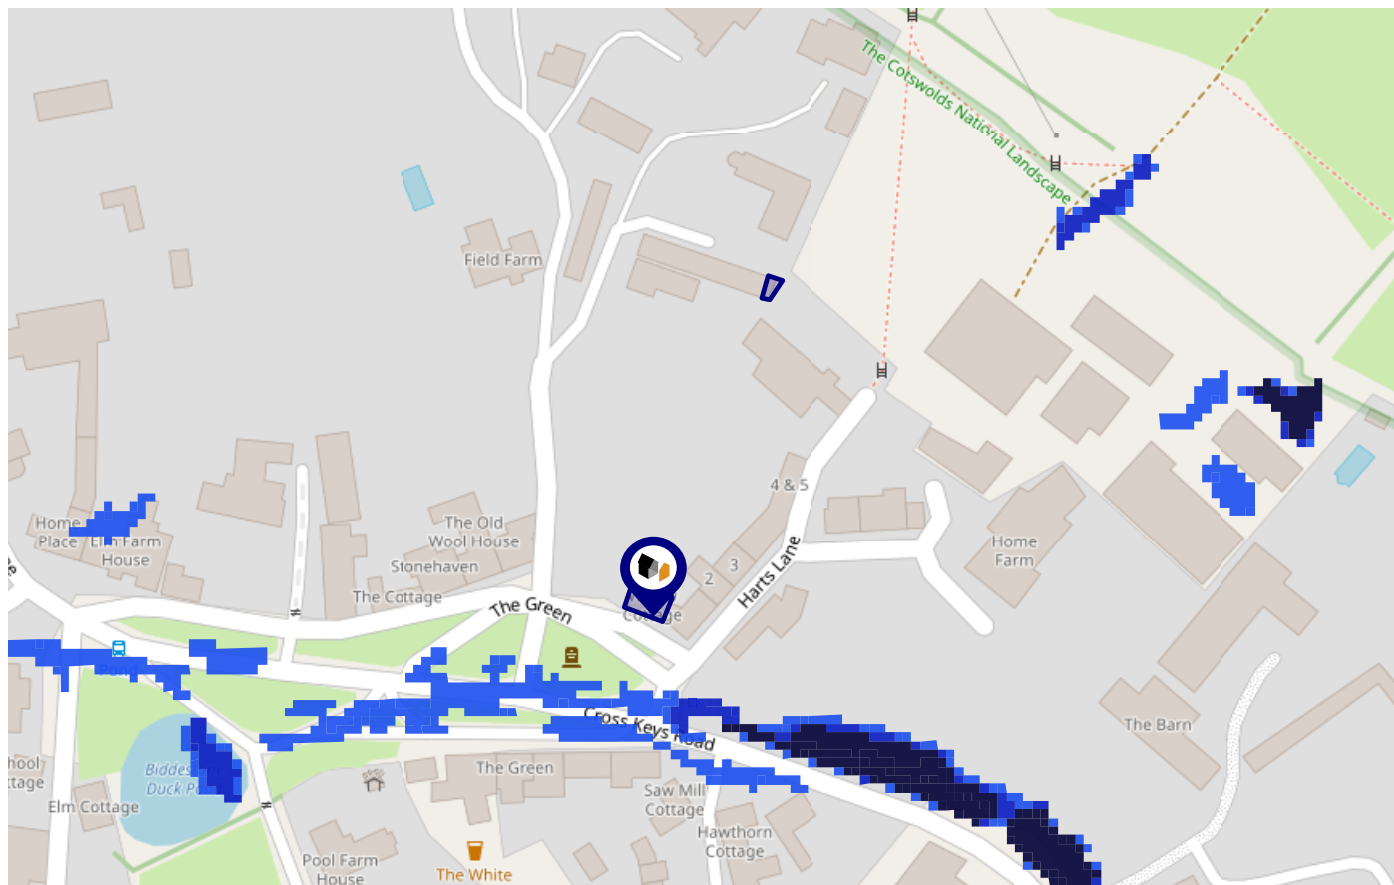 The Cotswolds National Landscape
Field Farm
4 & 5
The Old
Wool House
Stonehaven
The Cottage
Home
Place
Elm Farm
House
3
2
Harts Lane
Home
Farm
The Green
Cottage
Pond
Cross Keys Road
The Barn
The Green
Saw Mill
Cottage
Elm Cottage
Hawthorn
Cottage
Pool Farm
House
The White